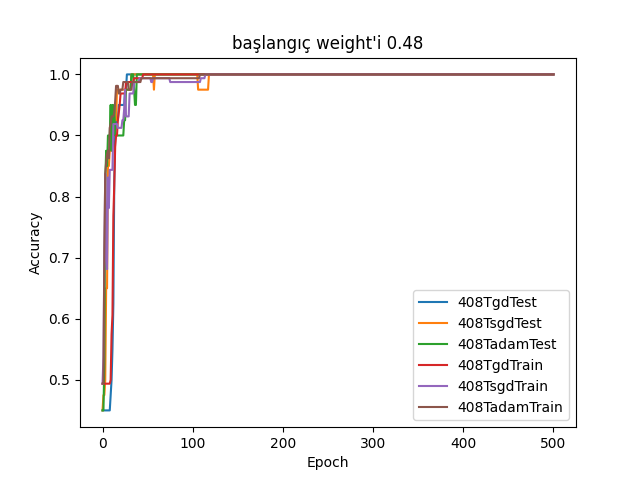 başlangıç weight'i 0.48
Accuracy
1.0
0.9
0.8
0.7
0.6
0.5
408TgdTest
408TsgdTest
408TadamTest
408TgdTrain
408TsgdTrain
408TadamTrain
0 100 200 300 400 500
Epoch